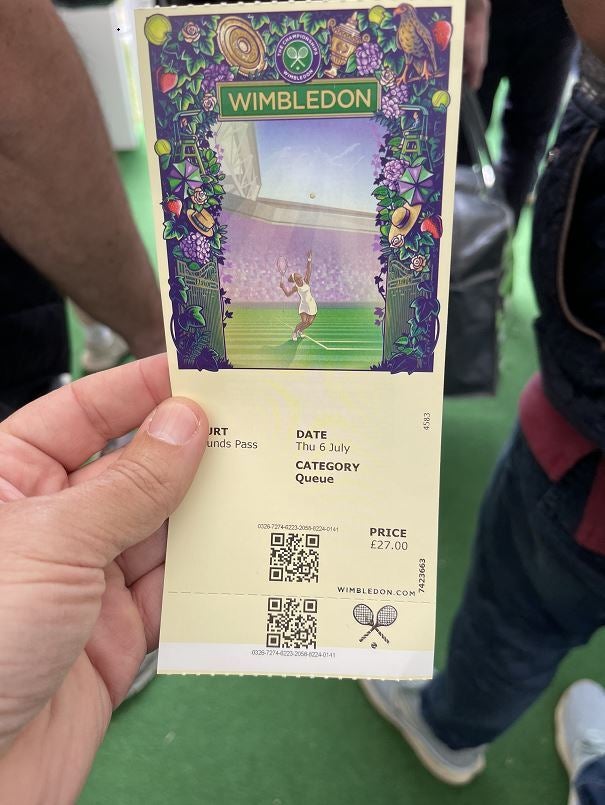 THE CHAMPIONSHIPS
WIMBLEDON
WIMBLEDON
4583
URT
unds Pass
DATE
Thu 6 July
CATEGORY
Queue
0326-7274-6223-2058-8224-0141
PRICE
£27.00
7423663
WIMBLEDON.COM
0326-7274-6223-2058-8224-0141